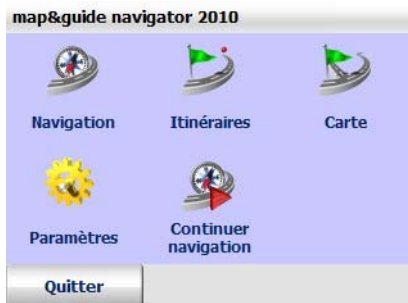 map&guide navigator 2010
Navigation
Itinéraires
Carte
Paramètres
Continuer
navigation
Quitter